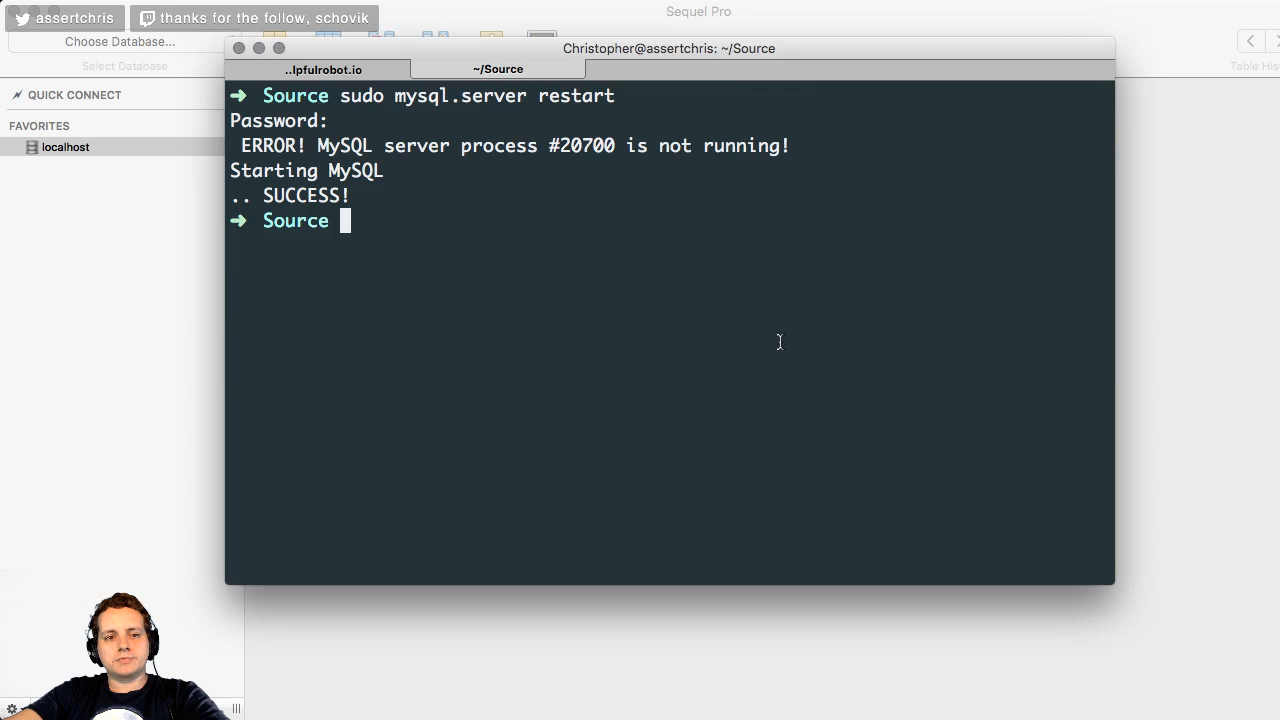 assertchris
thanks for the follow, schovik
Sequel Pro
Choose Database...
Select Database
Table His
Christopher@assertchris: ~/Source
..lpfulrobot.io
~/Source
QUICK CONNECT
FAVORITES
localhost
➜ Source sudo mysql.server restart
Password:
ERROR! MySQL server process #20700 is not running!
Starting MySQL
.. SUCCESS!
➜ Source